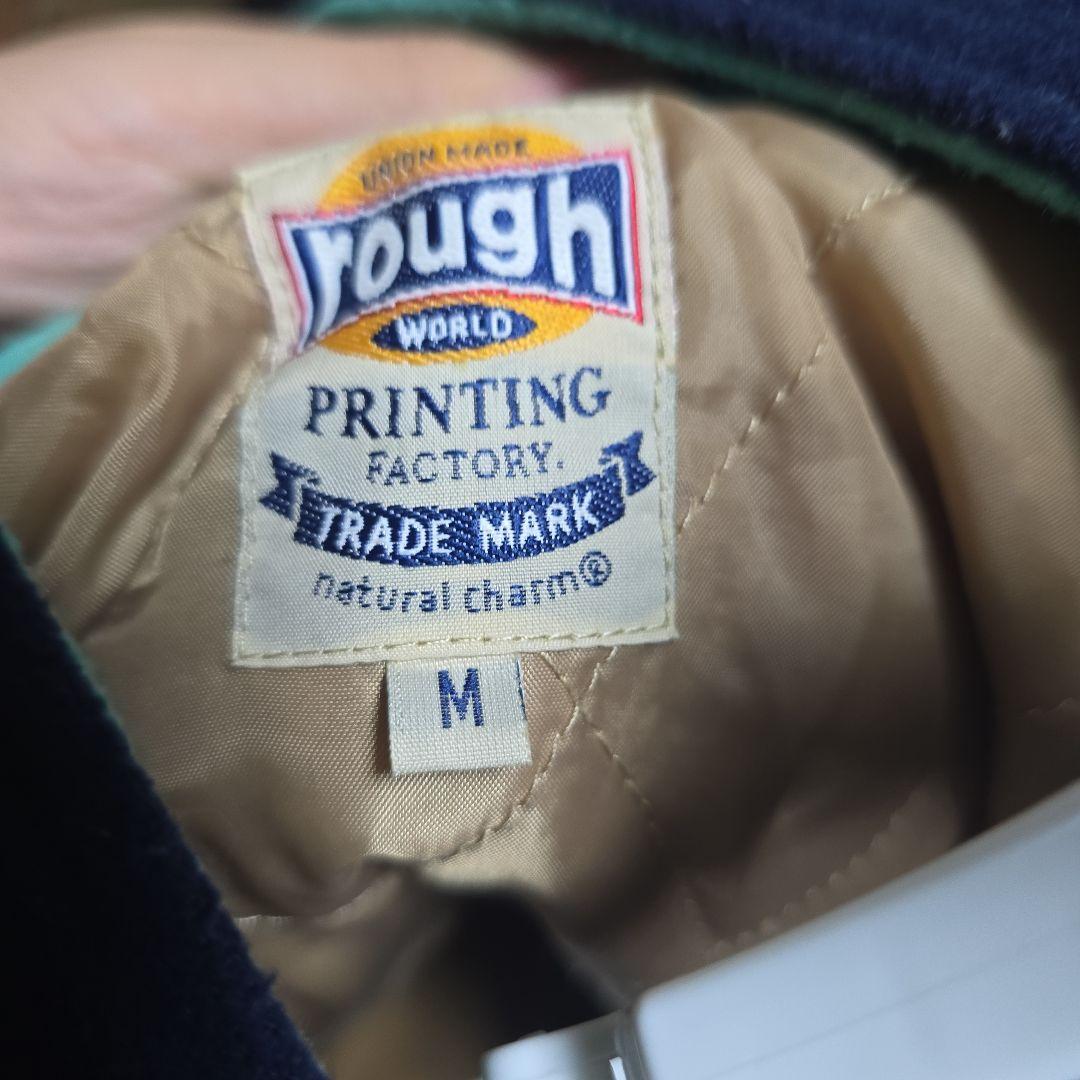 UNION MADE
rough
WORLD
PRINTING
FACTORY.
TRADE MARK
natural charm®
M